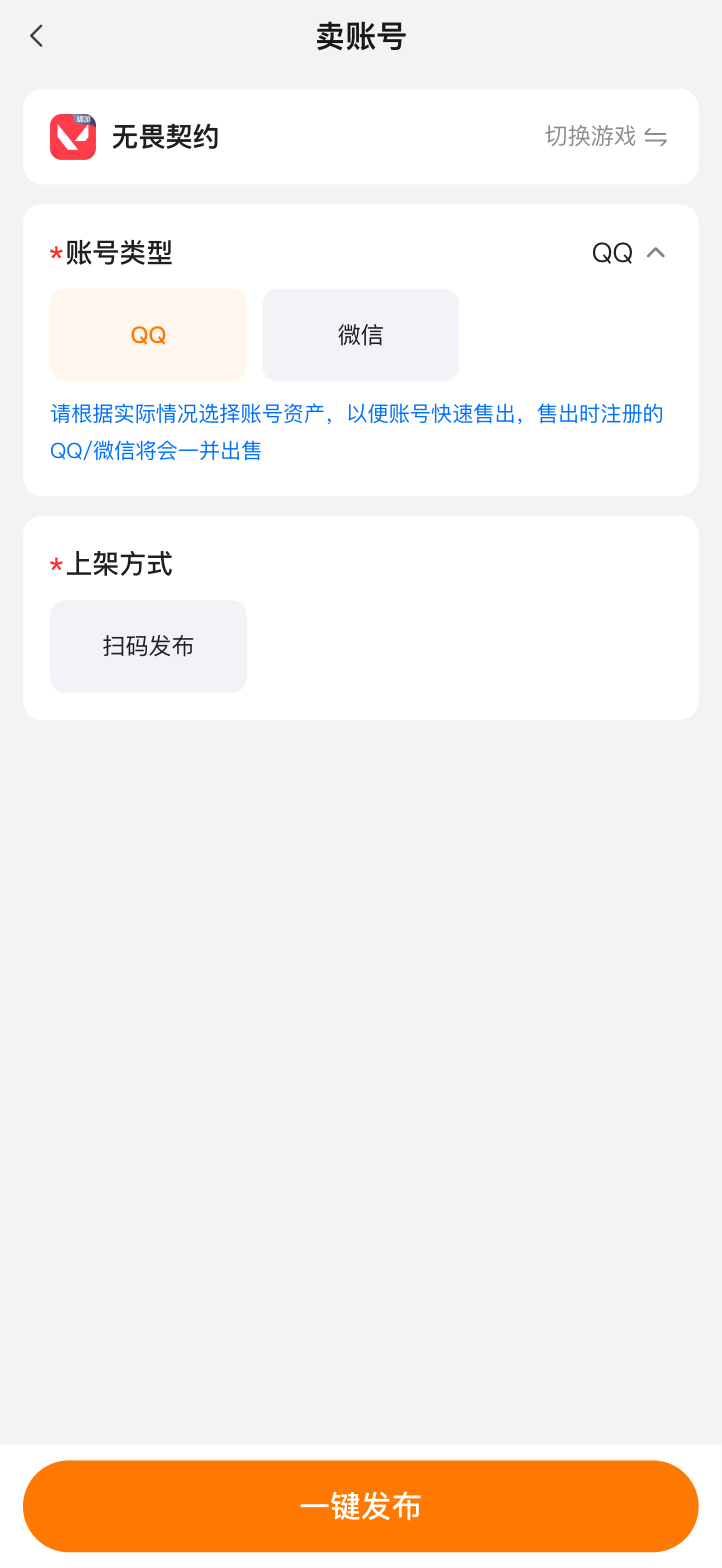 卖账号
无畏契约
切换游戏
*账号类型
QQ
QQ
微信
请根据实际情况选择账号资产，以便账号快速售出，售出时注册的
QQ/微信将会一并出售
*上架方式
扫码发布
一键发布